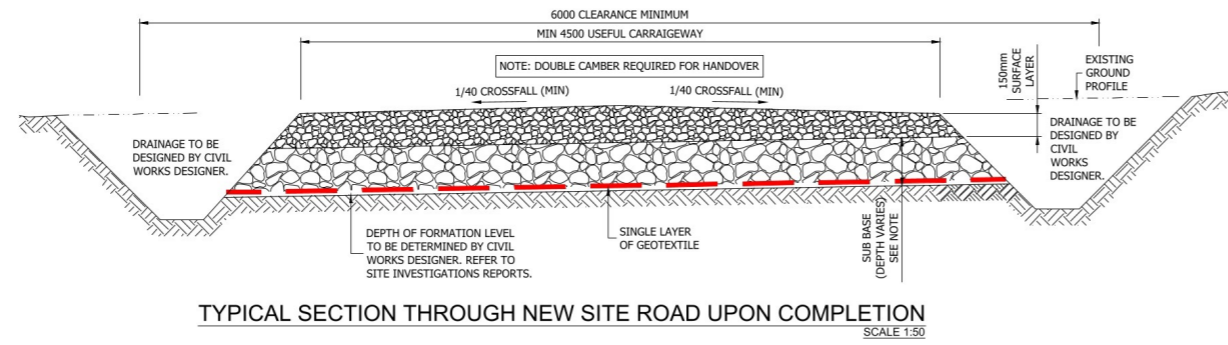 6000 CLEARANCE MINIMUM
MIN 4500 USEFUL CARRAIGEWAY
NOTE: DOUBLE CAMBER REQUIRED FOR HANDOVER
1/40 CROSSFALL (MIN)
1/40 CROSSFALL (MIN)
150mm
SURFACE
LAYER
EXISTING
GROUND
PROFILE
DRAINAGE TO BE
DESIGNED BY CIVIL
WORKS DESIGNER.
DRAINAGE TO BE
DESIGNED BY
CIVIL
WORKS
DESIGNER.
DEPTH OF FORMATION LEVEL
TO BE DETERMINED BY CIVIL
WORKS DESIGNER. REFER TO
SITE INVESTIGATIONS REPORTS.
SINGLE LAYER
OF GEOTEXTILE
SUB BASE
(DEPTH VARIES)
SEE NOTE
TYPICAL SECTION THROUGH NEW SITE ROAD UPON COMPLETION
SCALE 1:50